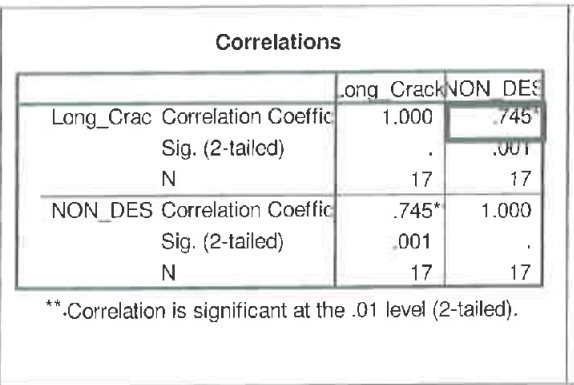 Correlations
ong_Crack NON_DES
Long_Crac Correlation Coeffic 1.000 .745*
Sig. (2-tailed) . .001
N 17 17
NON_DES Correlation Coeffic .745* 1.000
Sig. (2-tailed) .001 .
N 17 17
**.Correlation is significant at the .01 level (2-tailed).